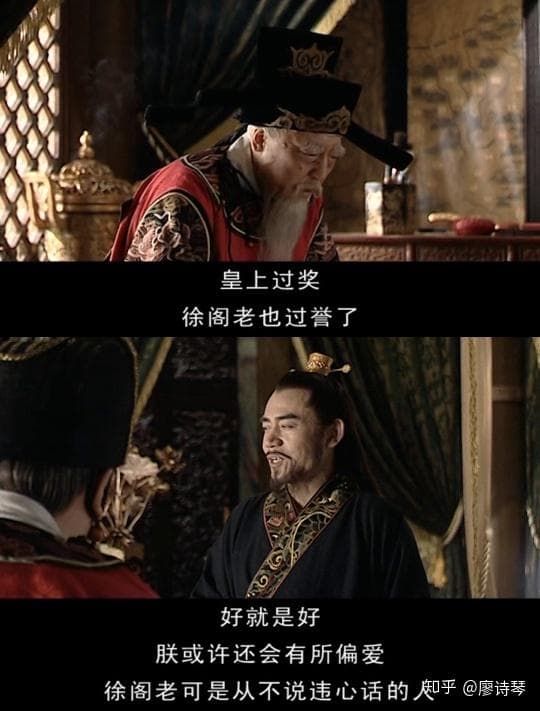 皇上过奖
徐阁老也过誉了
好就是好
朕或许还会有所偏爱
徐阁老可是从不说违心话的人
知乎 @廖诗琴